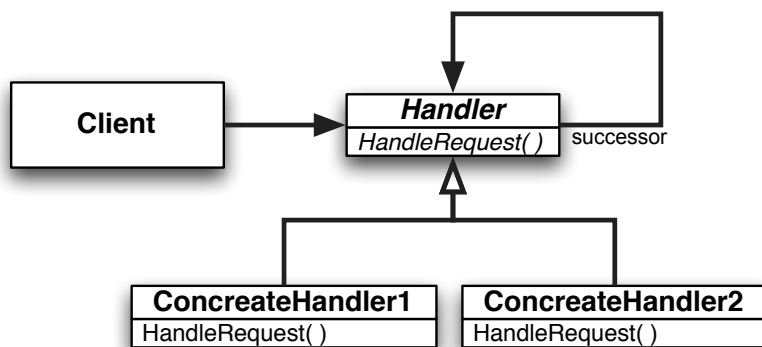 Client
Handler
HandleRequest( )
successor
ConcreateHandler1
HandleRequest( )
ConcreateHandler2
HandleRequest( )